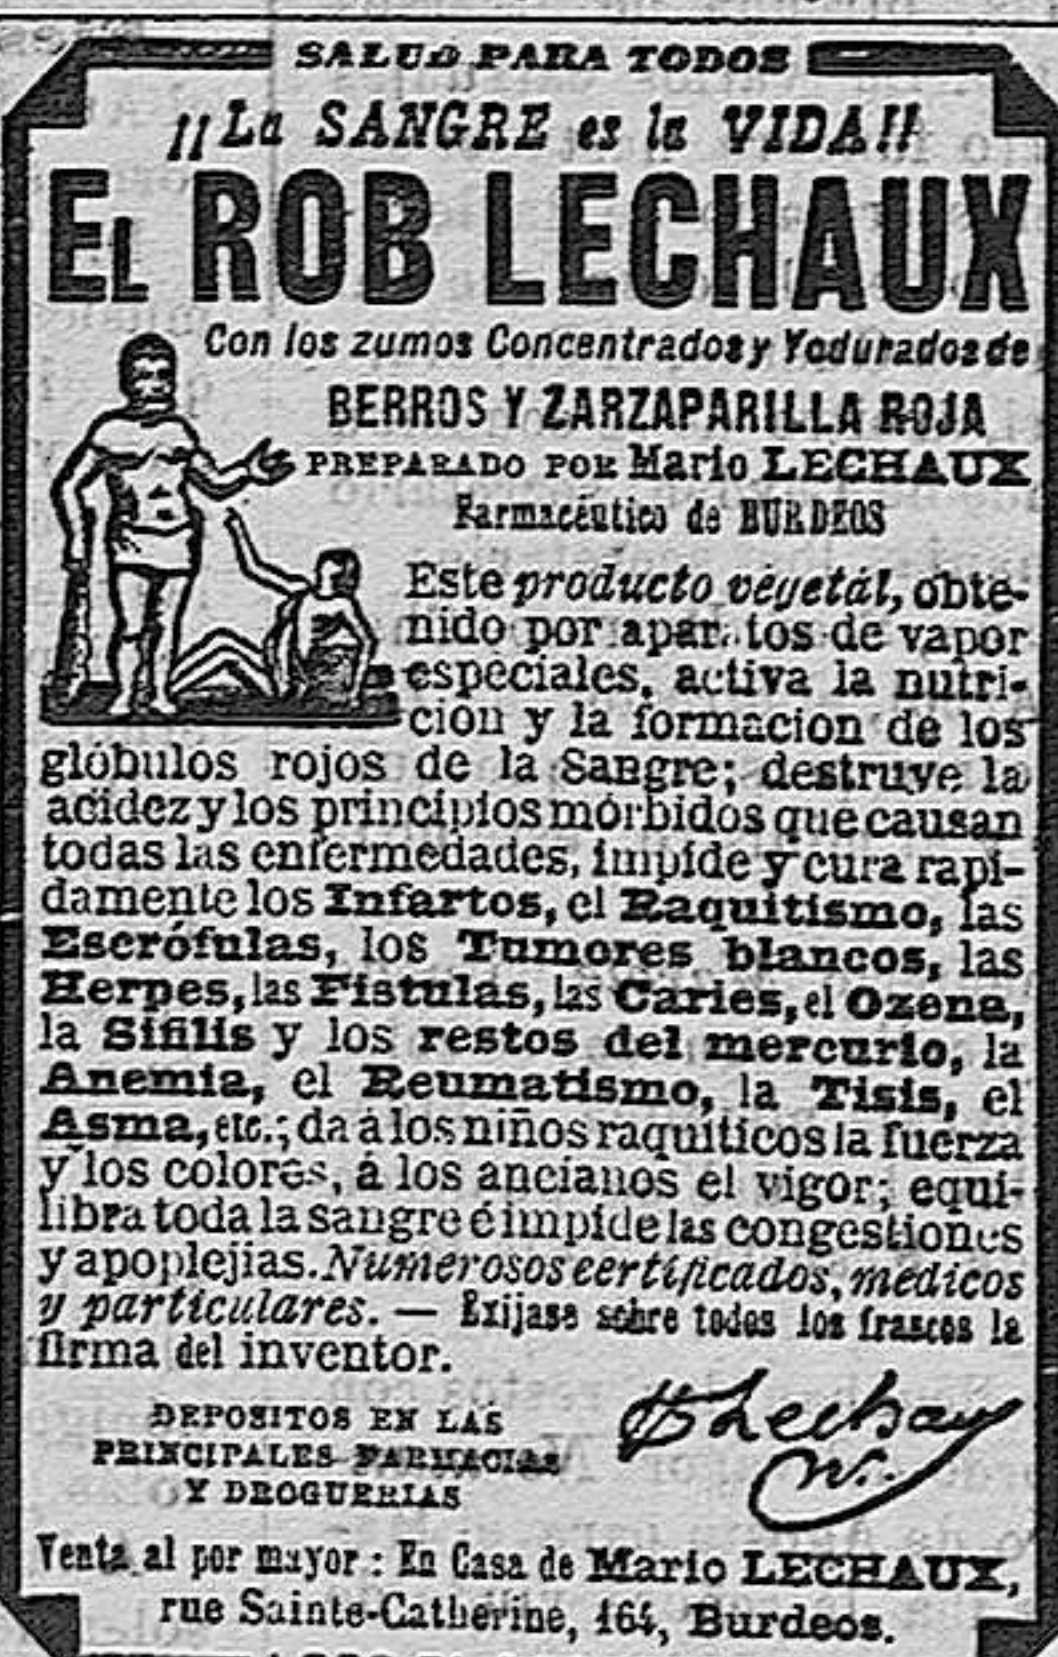 SALUD PARA TODOS
¡¡La SANGRE es la VIDA!!
EL ROB LECHAUX
Con los zumos Concentrados y Yodurados de
BERROS Y ZARZAPARILLA ROJA
PREPARADO POR Mario LECHAUX
Farmacéutico de BURDEOS
Este producto végetál, obte-
nido por aparatos de vapor
especiales, activa la nutri-
cion y la formacion de los
glóbulos rojos de la Sangre; destruye la
acidez y los principios mórbidos que causan
todas las enfermedades, impide y cura rapi-
damente los Infartos, el Raquitismo, las
Escrófulas, los Tumores blancos, las
Herpes, las Fistulas, las Caries, el Ozena,
la Sifilis y los restos del mercurio, la
Anemia, el Reumatismo, la Tisis, el
Asma, etc.; da á los niños raquiticos la fuerza
y los colores, á los ancianos el vigor; equi-
libra toda la sangre é impide las congestiones
y apoplejias. Numerosos certificados, médicos
y particulares. — Exijase sobre todos los frascos la
firma del inventor.
DEPOSITOS EN LAS
PRINCIPALES FARMACIAS
Y DROGUERIAS
Lechaux
Venta al por mayor : En Casa de Mario LECHAUX,
rue Sainte-Catherine, 164, Burdeos.